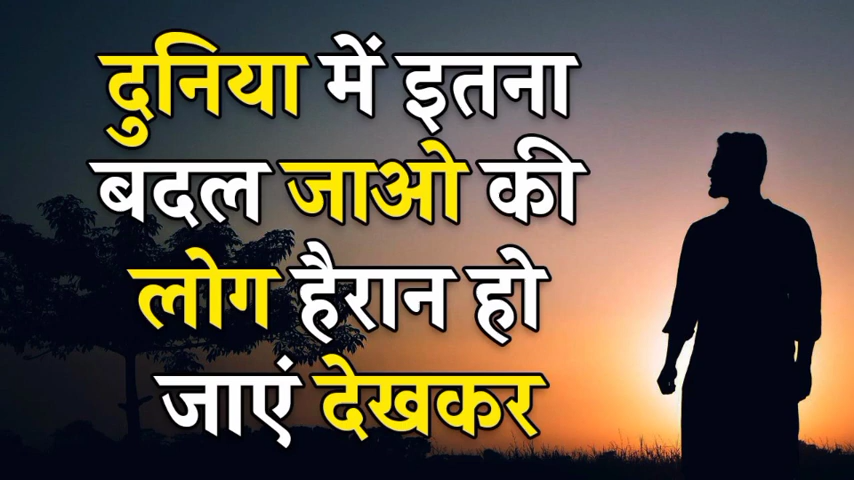 दुनिया में इतना
बदल जाओ की
लोग हैरान हो
जाएं देखकर